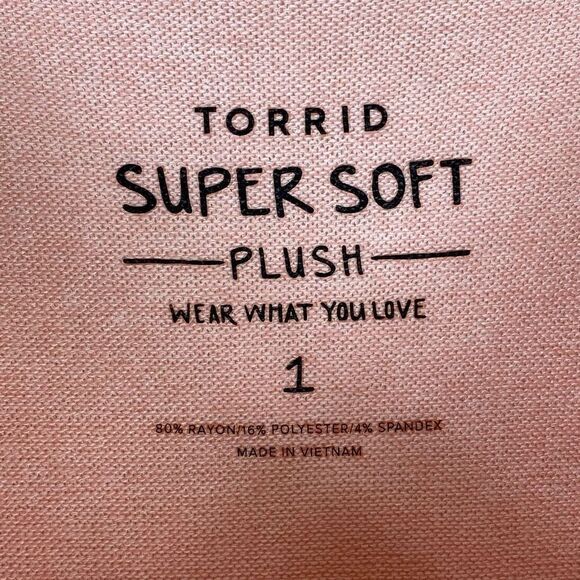 TORRID
SUPER SOFT
PLUSH
WEAR WHAT YOU LOVE
1
80% RAYON/16% POLYESTER/4% SPANDEX
MADE IN VIETNAM